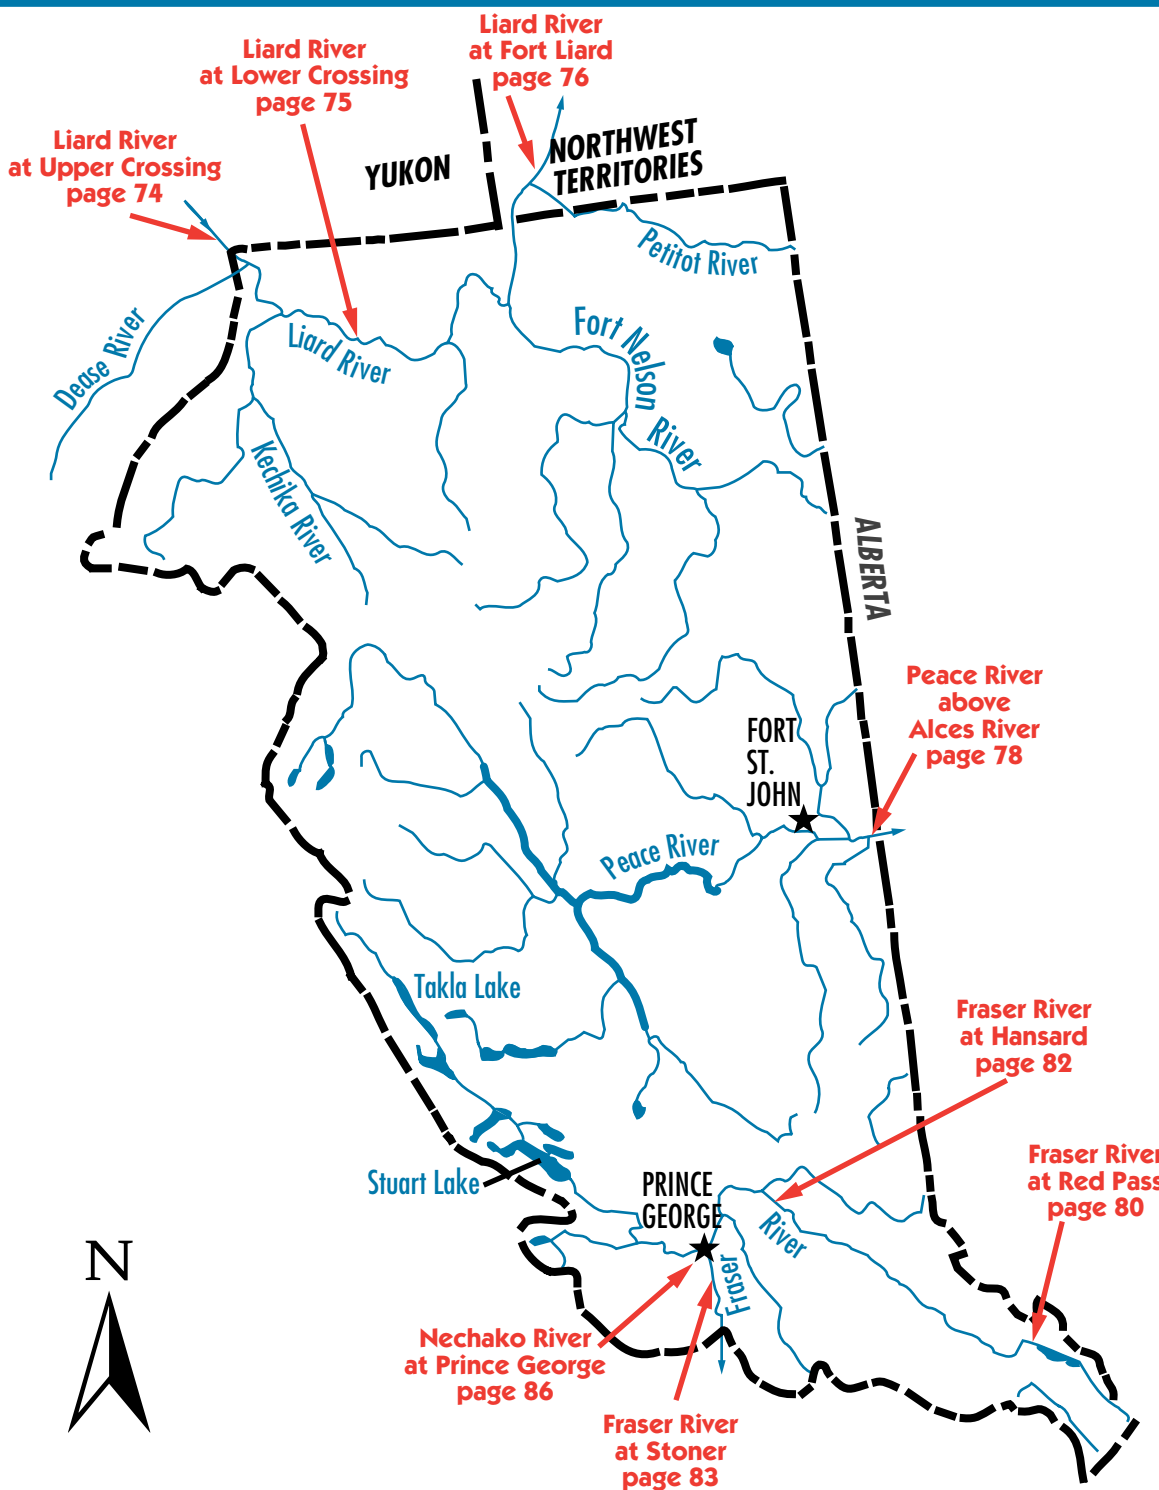 Liard River
at Fort Liard
page 76
Liard River
at Lower Crossing
page 75
Liard River
at Upper Crossing
page 74
YUKON
NORTHWEST
TERRITORIES
Petitot River
Dease River
Liard River
Fort Nelson
River
Kechika River
ALBERTA
Peace River
above
Alces River
page 78
FORT
ST.
JOHN
Peace River
Takla Lake
Fraser River
at Hansard
page 82
Stuart Lake
PRINCE
GEORGE
Fraser River
at Red Pass
page 80
River
Fraser
N
Nechako River
at Prince George
page 86
Fraser River
at Stoner
page 83